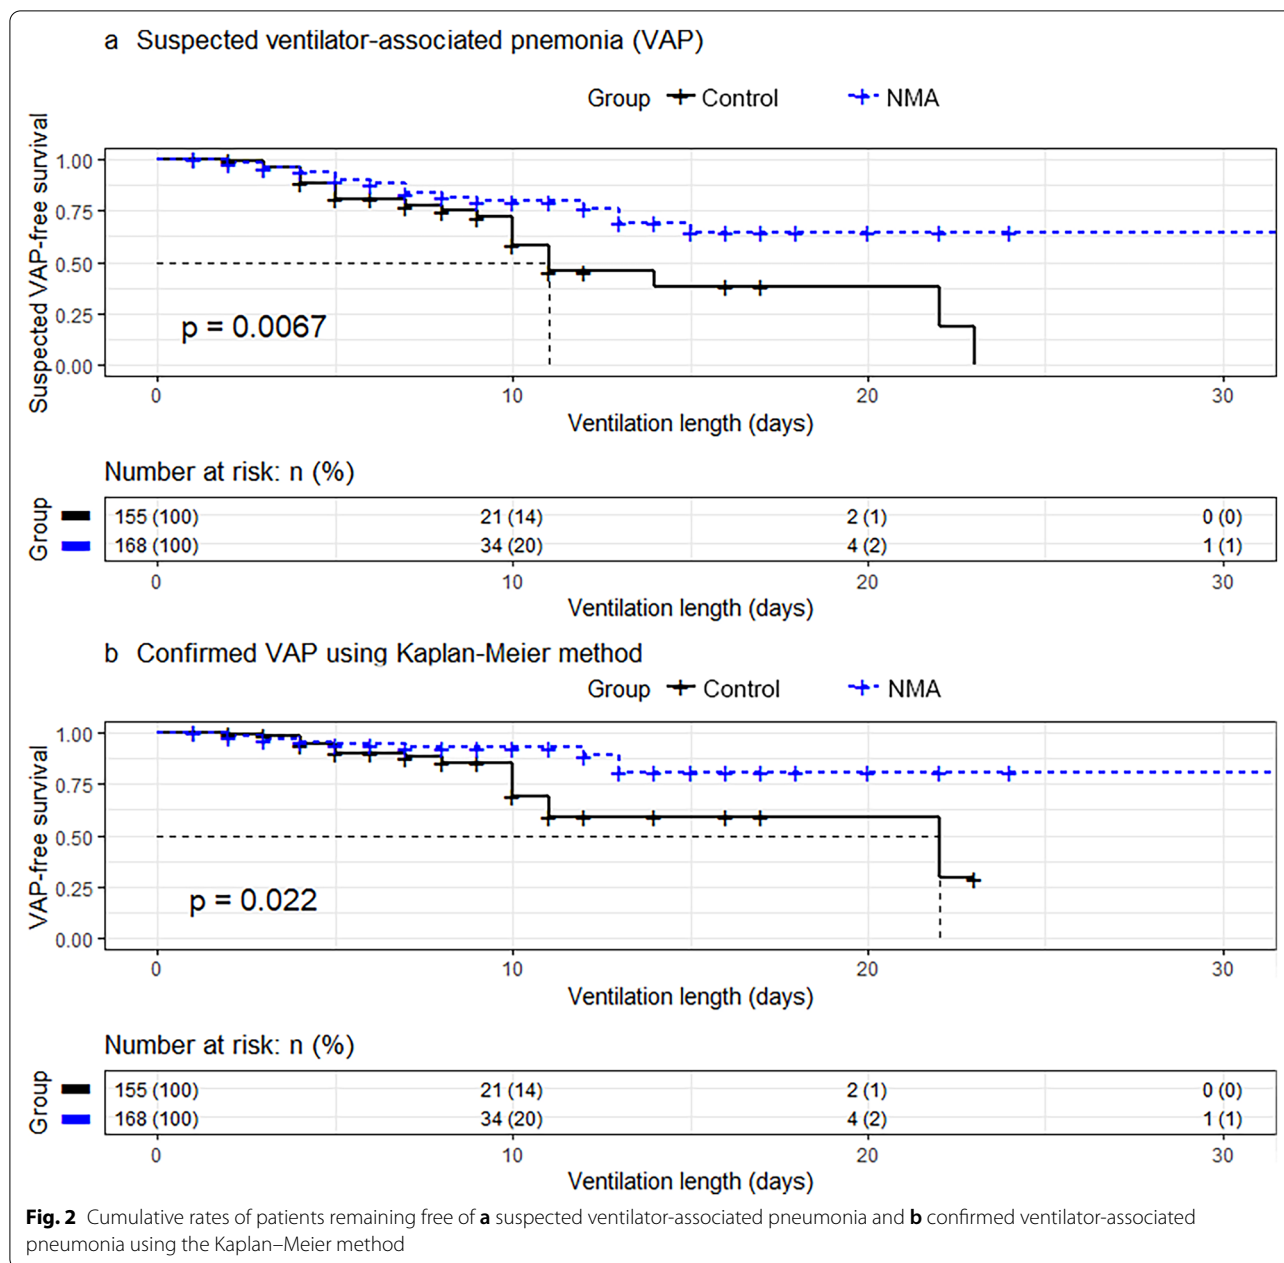 a Suspected ventilator-associated pnemonia (VAP)
Group Control NMA
Suspected VAP-free survival
1.00
0.75
0.50
0.25
0.00
p = 0.0067
0 10 20 30
Ventilation length (days)
Number at risk: n (%)
Group
155 (100) 21 (14) 2 (1) 0 (0)
168 (100) 34 (20) 4 (2) 1 (1)
0 10 20 30
Ventilation length (days)
b Confirmed VAP using Kaplan-Meier method
Group Control NMA
VAP-free survival
1.00
0.75
0.50
0.25
0.00
p = 0.022
0 10 20 30
Ventilation length (days)
Number at risk: n (%)
Group
155 (100) 21 (14) 2 (1) 0 (0)
168 (100) 34 (20) 4 (2) 1 (1)
0 10 20 30
Ventilation length (days)
Fig. 2 Cumulative rates of patients remaining free of a suspected ventilator-associated pneumonia and b confirmed ventilator-associated
pneumonia using the Kaplan–Meier method